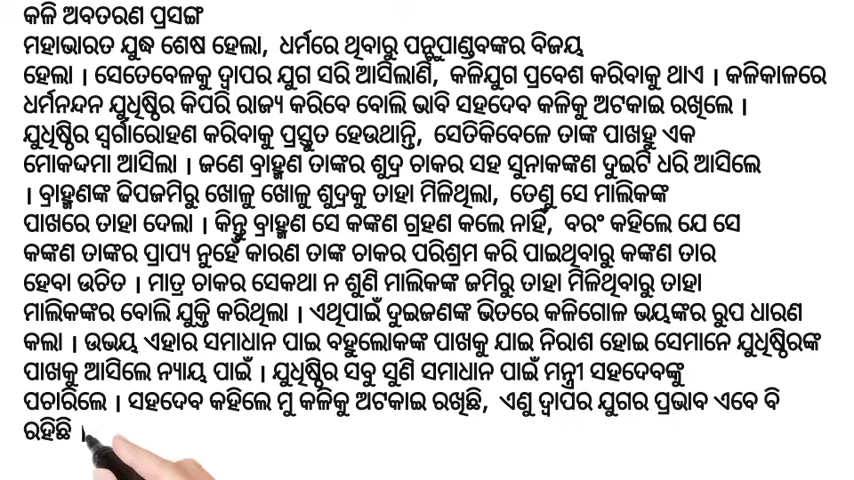 କଳି ଅବତରଣ ପ୍ରସଙ୍ଗ
ମହାଭାରତ ଯୁଦ୍ଧ ଶେଷ ହେଲା, ଧର୍ମରେ ଥିବାରୁ ପନ୍ଚୁପାଣ୍ଡବଙ୍କର ବିଜୟ
ହେଲା । ସେତେବେଳକୁ ଦ୍ୱାପର ଯୁଗ ସରି ଆସିଲାଣି, କଳିଯୁଗ ପ୍ରବେଶ କରିବାକୁ ଥାଏ । କଳିକାଳରେ
ଧର୍ମନନ୍ଦନ ଯୁଧିଷ୍ଠିର କିପରି ରାଜ୍ୟ କରିବେ ବୋଲି ଭାବି ସହଦେବ କଳିକୁ ଅଟକାଇ ରଖିଲେ ।
ଯୁଧିଷ୍ଠିର ସ୍ୱର୍ଗାରୋହଣ କରିବାକୁ ପ୍ରସ୍ତୁତ ହେଉଥାନ୍ତି, ସେତିକିବେଳେ ତାଙ୍କ ପାଖହୁ ଏକ
ମୋକଦ୍ଦମା ଆସିଲା । ଜଣେ ବ୍ରାହ୍ମଣ ତାଙ୍କର ଶୁଦ୍ର ଚାକର ସହ ସୁନାକଙ୍କଣ ଦୁଇଟି ଧରି ଆସିଲେ
। ବ୍ରାହ୍ମଣଙ୍କ ଢିପଜମିରୁ ଖୋଳୁ ଖୋଳୁ ଶୁଦ୍ରକୁ ତାହା ମିଳିଥିଲା, ତେଣୁ ସେ ମାଲିକଙ୍କ
ପାଖରେ ତାହା ଦେଲା । କିନ୍ତୁ ବ୍ରାହ୍ମଣ ସେ କଙ୍କଣ ଗ୍ରହଣ କଲେ ନାହିଁ, ବରଂ କହିଲେ ଯେ ସେ
କଙ୍କଣ ତାଙ୍କର ପ୍ରାପ୍ୟ ନୁହେଁ କାରଣ ତାଙ୍କ ଚାକର ପରିଶ୍ରମ କରି ପାଇଥିବାରୁ କଙ୍କଣ ତାର
ହେବା ଉଚିତ । ମାତ୍ର ଚାକର ସେକଥା ନ ଶୁଣି ମାଲିକଙ୍କ ଜମିରୁ ତାହା ମିଳିଥିବାରୁ ତାହା
ମାଲିକଙ୍କର ବୋଲି ଯୁକ୍ତି କରିଥିଲା । ଏଥିପାଇଁ ଦୁଇଜଣଙ୍କ ଭିତରେ କଳିଗୋଳ ଭୟଙ୍କର ରୁପ ଧାରଣ
କଲା । ଉଭୟ ଏହାର ସମାଧାନ ପାଇ ବହୁଲୋକଙ୍କ ପାଖକୁ ଯାଇ ନିରାଶ ହୋଇ ସେମାନେ ଯୁଧିଷ୍ଠିରଙ୍କ
ପାଖକୁ ଆସିଲେ ନ୍ୟାୟ ପାଇଁ । ଯୁଧିଷ୍ଠିର ସବୁ ସୁଣି ସମାଧାନ ପାଇଁ ମନ୍ତ୍ରୀ ସହଦେବଙ୍କୁ
ପଚାରିଲେ । ସହଦେବ କହିଲେ ମୁ କଳିକୁ ଅଟକାଇ ରଖିଛି, ଏଣୁ ଦ୍ୱାପର ଯୁଗର ପ୍ରଭାବ ଏବେ ବି
ରହିଛି ।